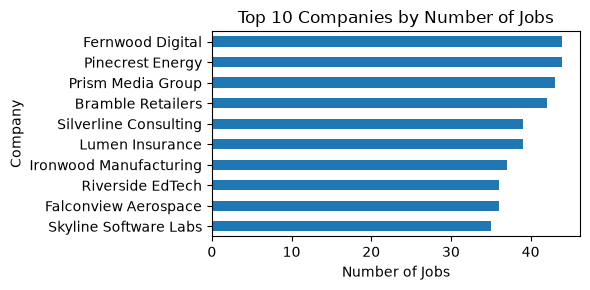 Top 10 Companies by Number of Jobs
Company
Fernwood Digital
Pinecrest Energy
Prism Media Group
Bramble Retailers
Silverline Consulting
Lumen Insurance
Ironwood Manufacturing
Riverside EdTech
Falconview Aerospace
Skyline Software Labs
0 10 20 30 40
Number of Jobs